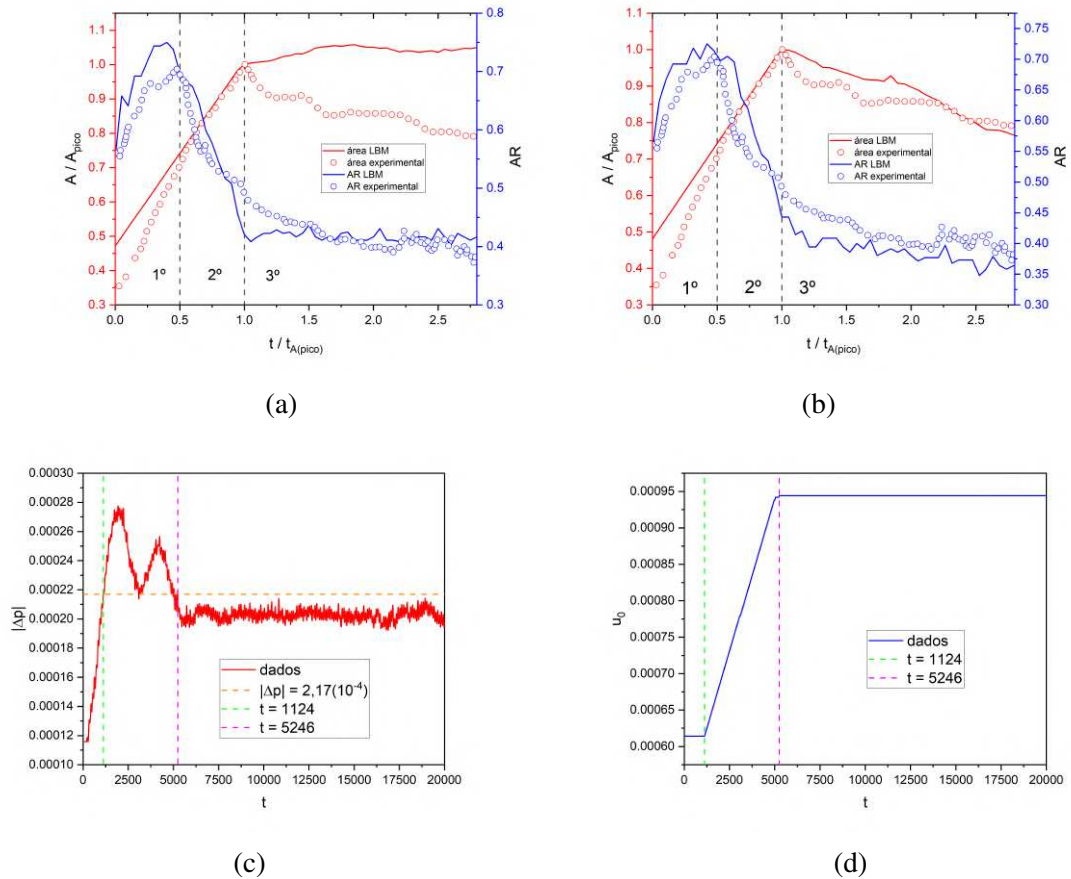 1.1
1.0
0.9
0.8
0.7
0.6
0.5
0.4
0.3
A / A_pico
0.8
0.7
0.6
0.5
0.4
0.3
AR
área LBM
área experimental
AR LBM
AR experimental
1º 2º 3º
0.0 0.5 1.0 1.5 2.0 2.5
t / t_A(pico)
(a)
1.1
1.0
0.9
0.8
0.7
0.6
0.5
0.4
0.3
A / A_pico
0.80
0.75
0.70
0.65
0.60
0.55
0.50
0.45
0.40
0.35
0.30
AR
área LBM
área experimental
AR LBM
AR experimental
1º 2º 3º
0.0 0.5 1.0 1.5 2.0 2.5
t / t_A(pico)
(b)
0.00030
0.00028
0.00026
0.00024
0.00022
0.00020
0.00018
0.00016
0.00014
0.00012
0.00010
|Δp|
dados
|Δp| = 2,17(10⁻⁴)
t = 1124
t = 5246
0 2500 5000 7500 10000 12500 15000 17500 20000
t
(c)
0.00095
0.00090
0.00085
0.00080
0.00075
0.00070
0.00065
0.00060
u₀
dados
t = 1124
t = 5246
0 2500 5000 7500 10000 12500 15000 17500 20000
t
(d)